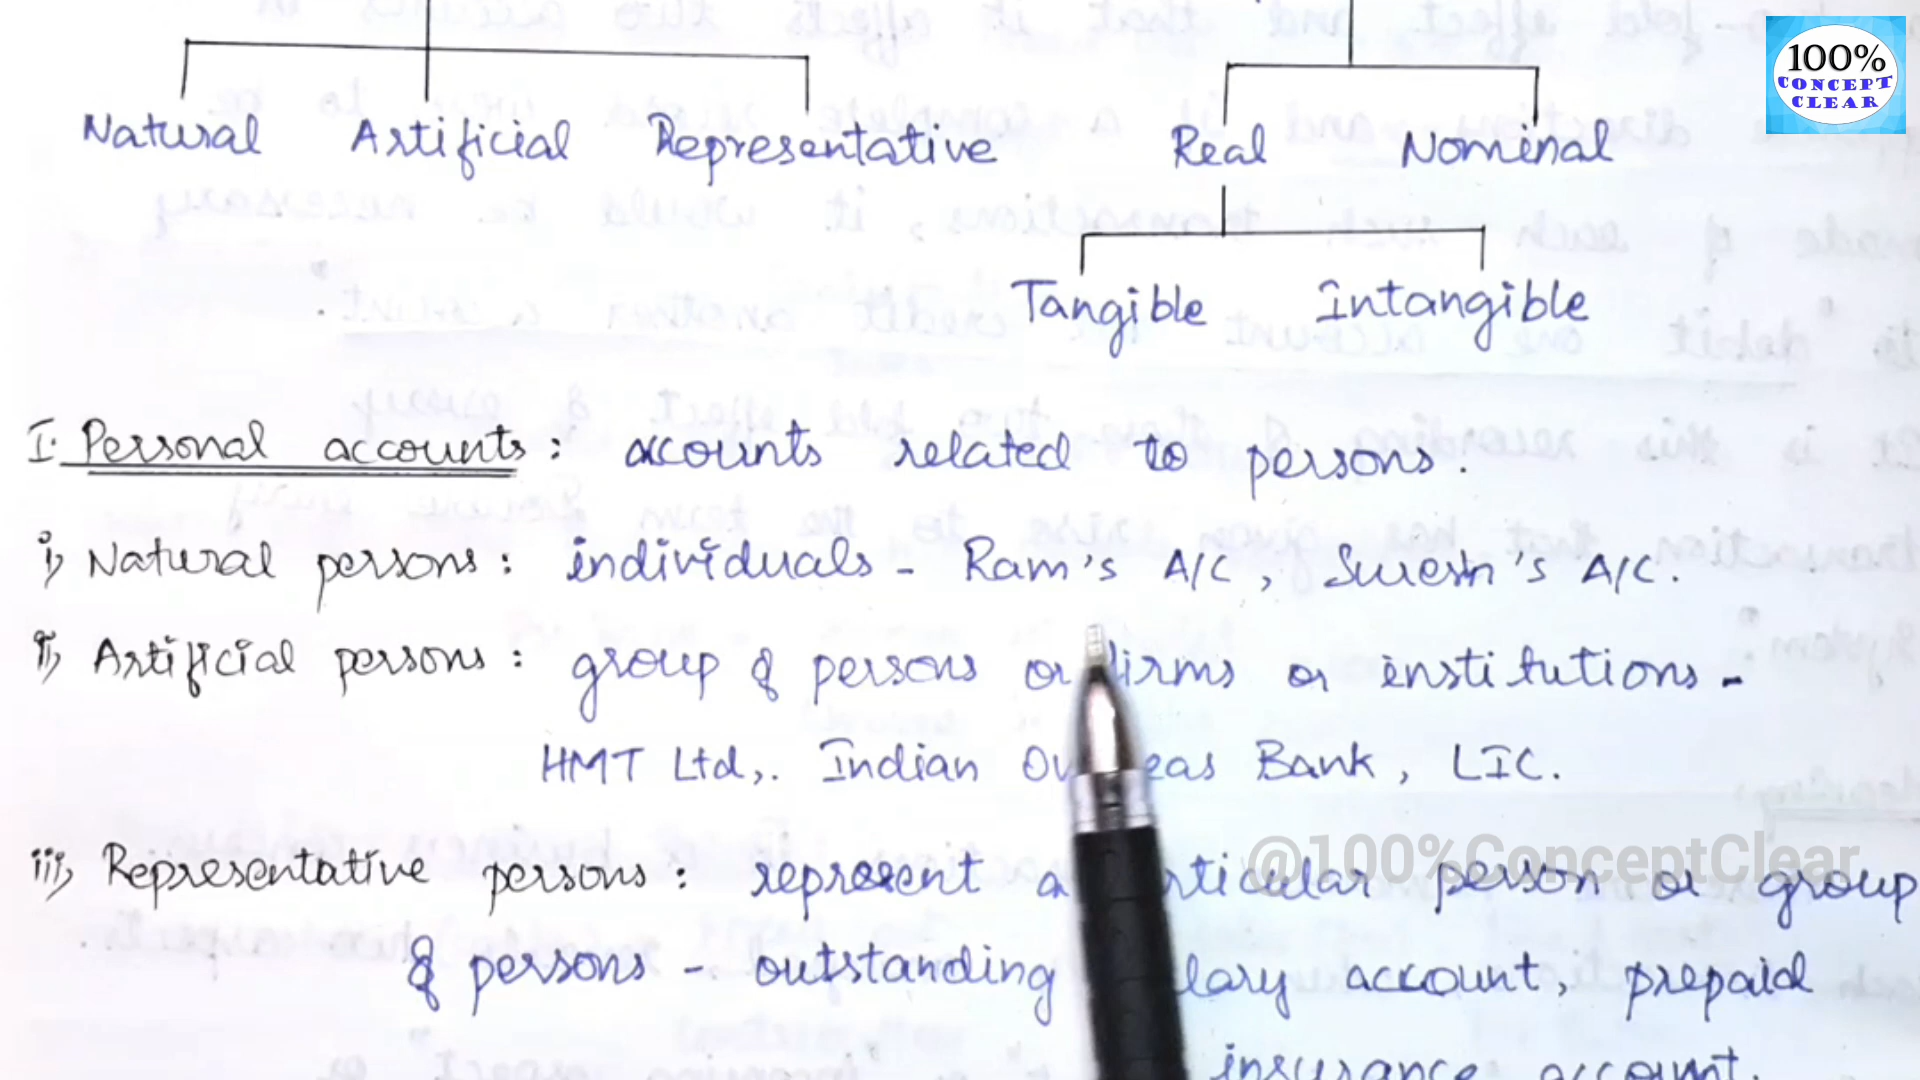 100%
CONCEPT
CLEAR
Natural Artificial Representative Real Nominal
Tangible Intangible
I. Personal accounts : accounts related to persons.
i) Natural persons : individuals - Ram's A/C, Suresh's A/C.
ii) Artificial persons : group of persons or firms or institutions -
HMT Ltd,. Indian Bank, LIC.
@100%ConceptClear
iii) Representative persons : represent a person or group
of persons - outstanding account, prepaid
insurance account.